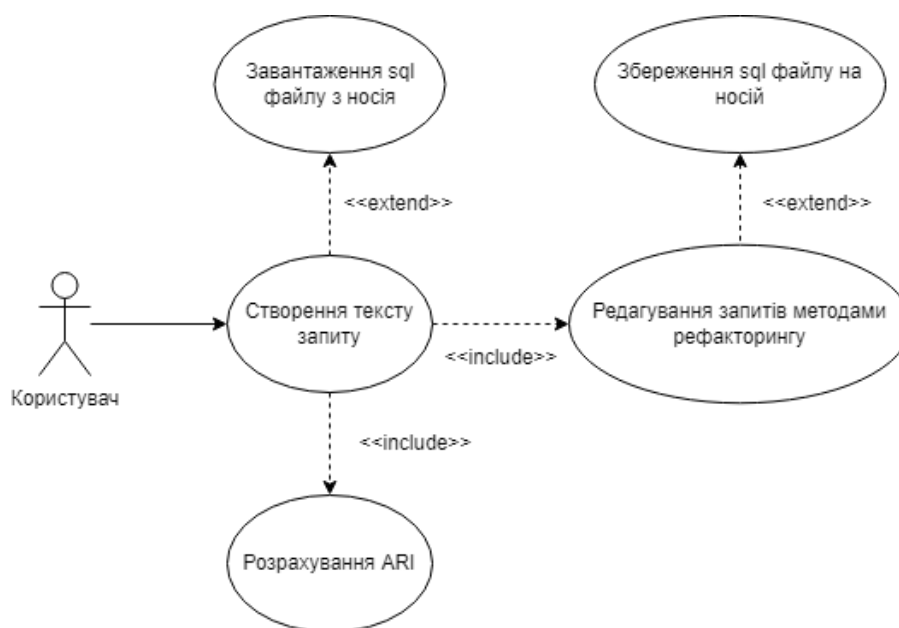 Завантаження sql
файлу з носія
Збереження sql файлу на
носій
<<extend>>
<<extend>>
Створення тексту
запиту
Редагування запитів методами
рефакторингу
<<include>>
Користувач
<<include>>
Розрахування ARI